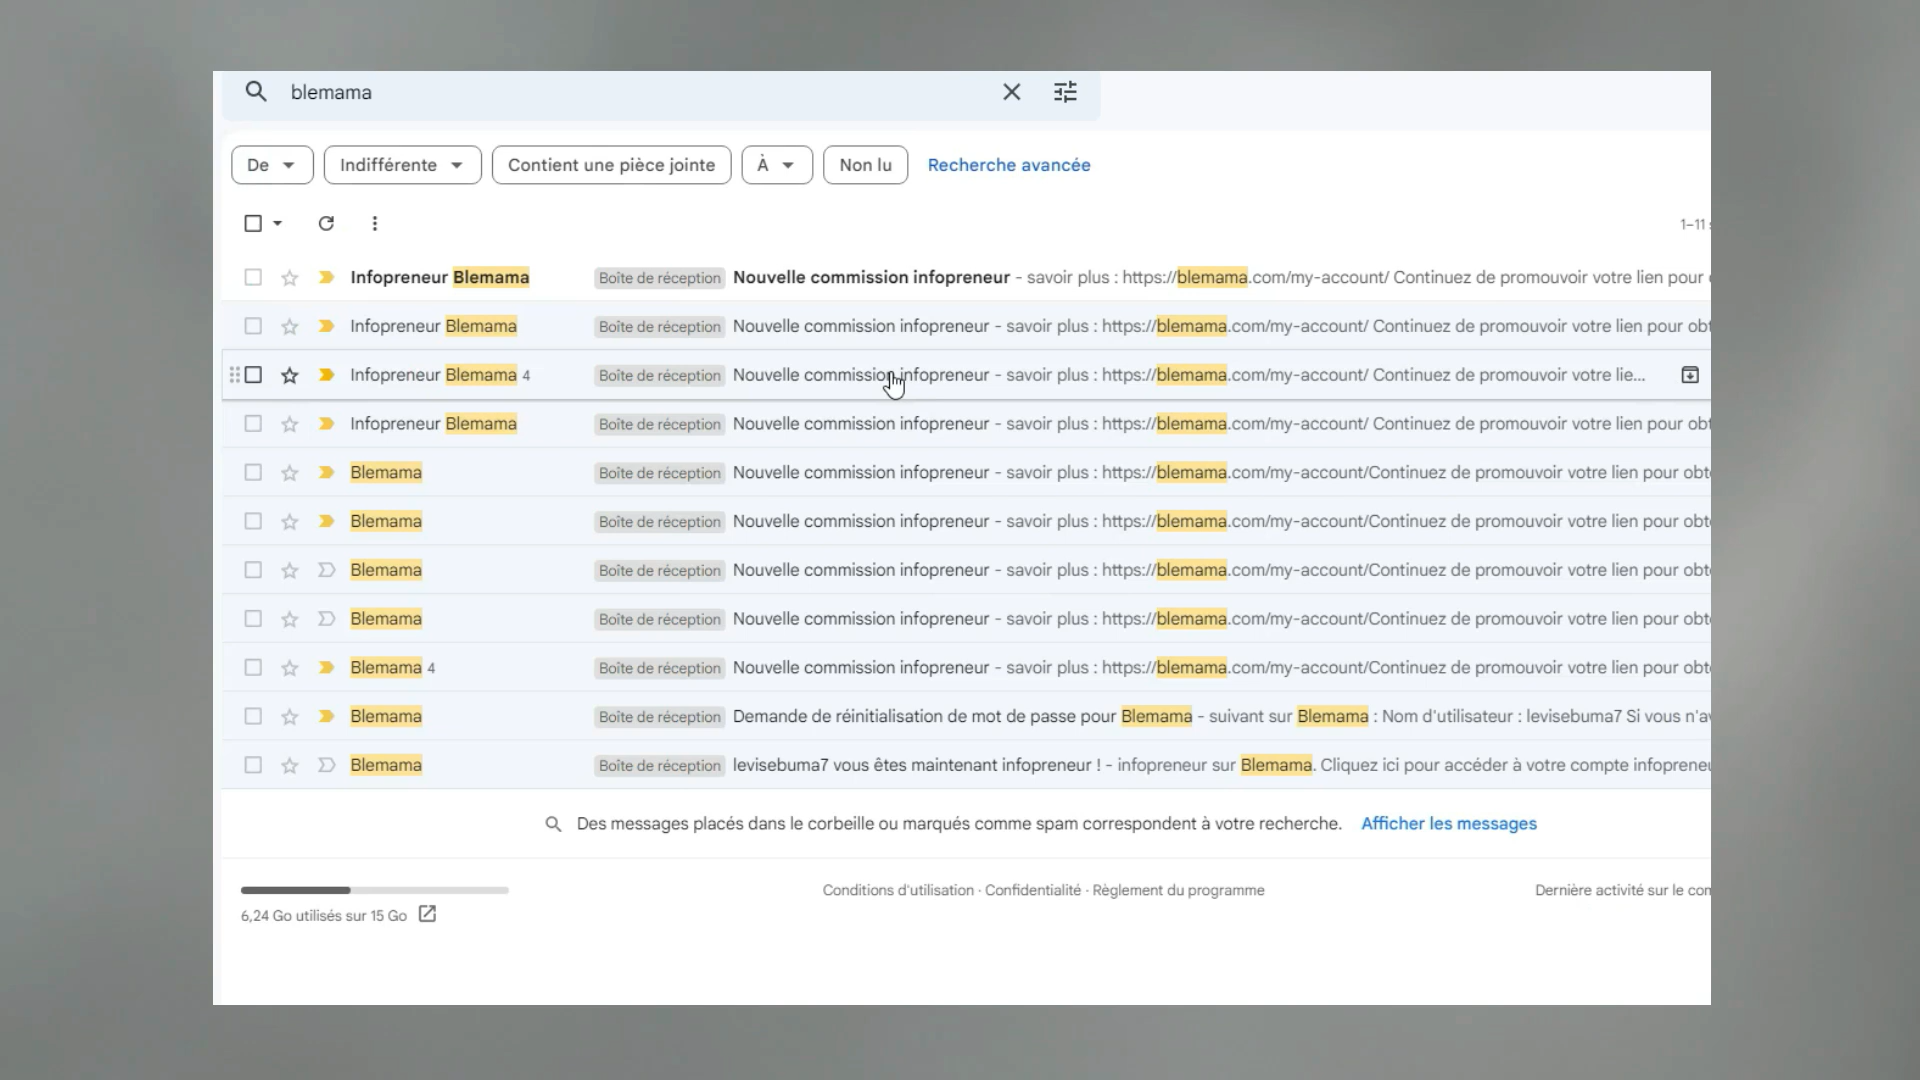 blemama
De Indifférente Contient une pièce jointe À Non lu Recherche avancée
1–11
Infopreneur Blemama Boîte de réception Nouvelle commission infopreneur - savoir plus : https://blemama.com/my-account/ Continuez de promouvoir votre lien pour
Infopreneur Blemama Boîte de réception Nouvelle commission infopreneur - savoir plus : https://blemama.com/my-account/ Continuez de promouvoir votre lien pour obt
Infopreneur Blemama 4 Boîte de réception Nouvelle commission infopreneur - savoir plus : https://blemama.com/my-account/ Continuez de promouvoir votre lie...
Infopreneur Blemama Boîte de réception Nouvelle commission infopreneur - savoir plus : https://blemama.com/my-account/ Continuez de promouvoir votre lien pour obt
Blemama Boîte de réception Nouvelle commission infopreneur - savoir plus : https://blemama.com/my-account/Continuez de promouvoir votre lien pour obt
Blemama Boîte de réception Nouvelle commission infopreneur - savoir plus : https://blemama.com/my-account/Continuez de promouvoir votre lien pour obt
Blemama Boîte de réception Nouvelle commission infopreneur - savoir plus : https://blemama.com/my-account/Continuez de promouvoir votre lien pour obt
Blemama Boîte de réception Nouvelle commission infopreneur - savoir plus : https://blemama.com/my-account/Continuez de promouvoir votre lien pour obt
Blemama 4 Boîte de réception Nouvelle commission infopreneur - savoir plus : https://blemama.com/my-account/Continuez de promouvoir votre lien pour obt
Blemama Boîte de réception Demande de réinitialisation de mot de passe pour Blemama - suivant sur Blemama : Nom d'utilisateur : levisebuma7 Si vous n'a
Blemama Boîte de réception levisebuma7 vous êtes maintenant infopreneur ! - infopreneur sur Blemama. Cliquez ici pour accéder à votre compte infopreneu
Des messages placés dans le corbeille ou marqués comme spam correspondent à votre recherche. Afficher les messages
Conditions d'utilisation · Confidentialité · Règlement du programme Dernière activité sur le com
6,24 Go utilisés sur 15 Go